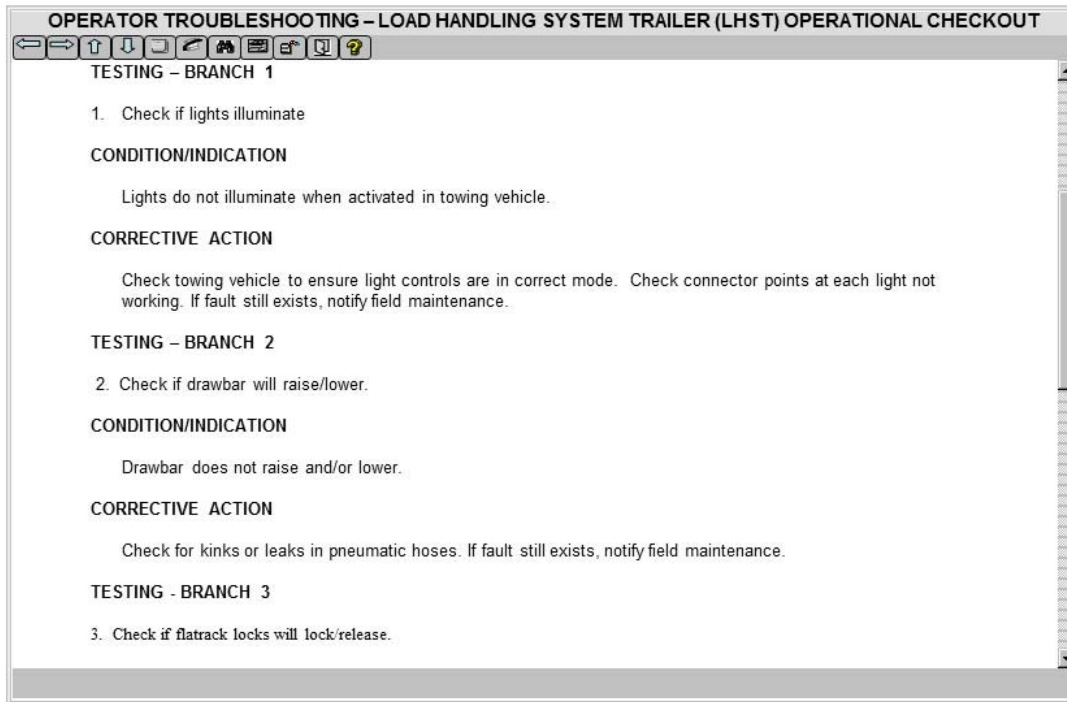 OPERATOR TROUBLESHOOTING – LOAD HANDLING SYSTEM TRAILER (LHST) OPERATIONAL CHECKOUT
TESTING – BRANCH 1
1. Check if lights illuminate
CONDITION/INDICATION
Lights do not illuminate when activated in towing vehicle.
CORRECTIVE ACTION
Check towing vehicle to ensure light controls are in correct mode. Check connector points at each light not
working. If fault still exists, notify field maintenance.
TESTING – BRANCH 2
2. Check if drawbar will raise/lower.
CONDITION/INDICATION
Drawbar does not raise and/or lower.
CORRECTIVE ACTION
Check for kinks or leaks in pneumatic hoses. If fault still exists, notify field maintenance.
TESTING - BRANCH 3
3. Check if flatrack locks will lock/release.